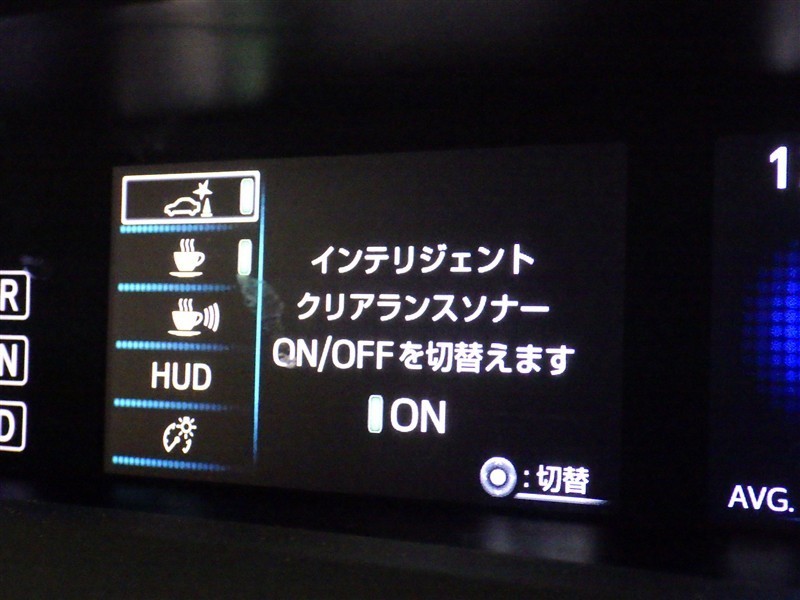 R
N
D
HUD
インテリジェント
クリアランスソナー
ON/OFFを切替えます
ON
:切替
1
AVG.